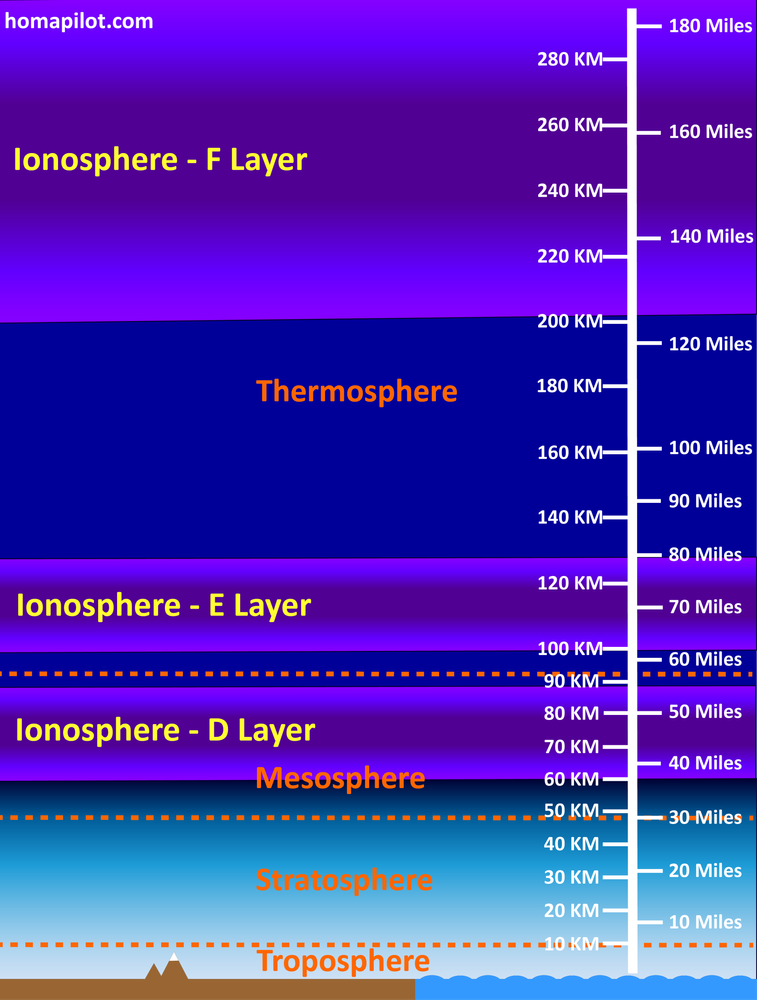 homapilot.com
180 Miles
280 KM
260 KM
160 Miles
Ionosphere - F Layer
240 KM
140 Miles
220 KM
200 KM
120 Miles
Thermosphere
180 KM
160 KM
100 Miles
90 Miles
140 KM
80 Miles
120 KM
Ionosphere - E Layer
70 Miles
100 KM
60 Miles
90 KM
50 Miles
80 KM
Ionosphere - D Layer
70 KM
40 Miles
Mesosphere
60 KM
50 KM
30 Miles
40 KM
20 Miles
30 KM
Stratosphere
20 KM
10 Miles
10 KM
Troposphere